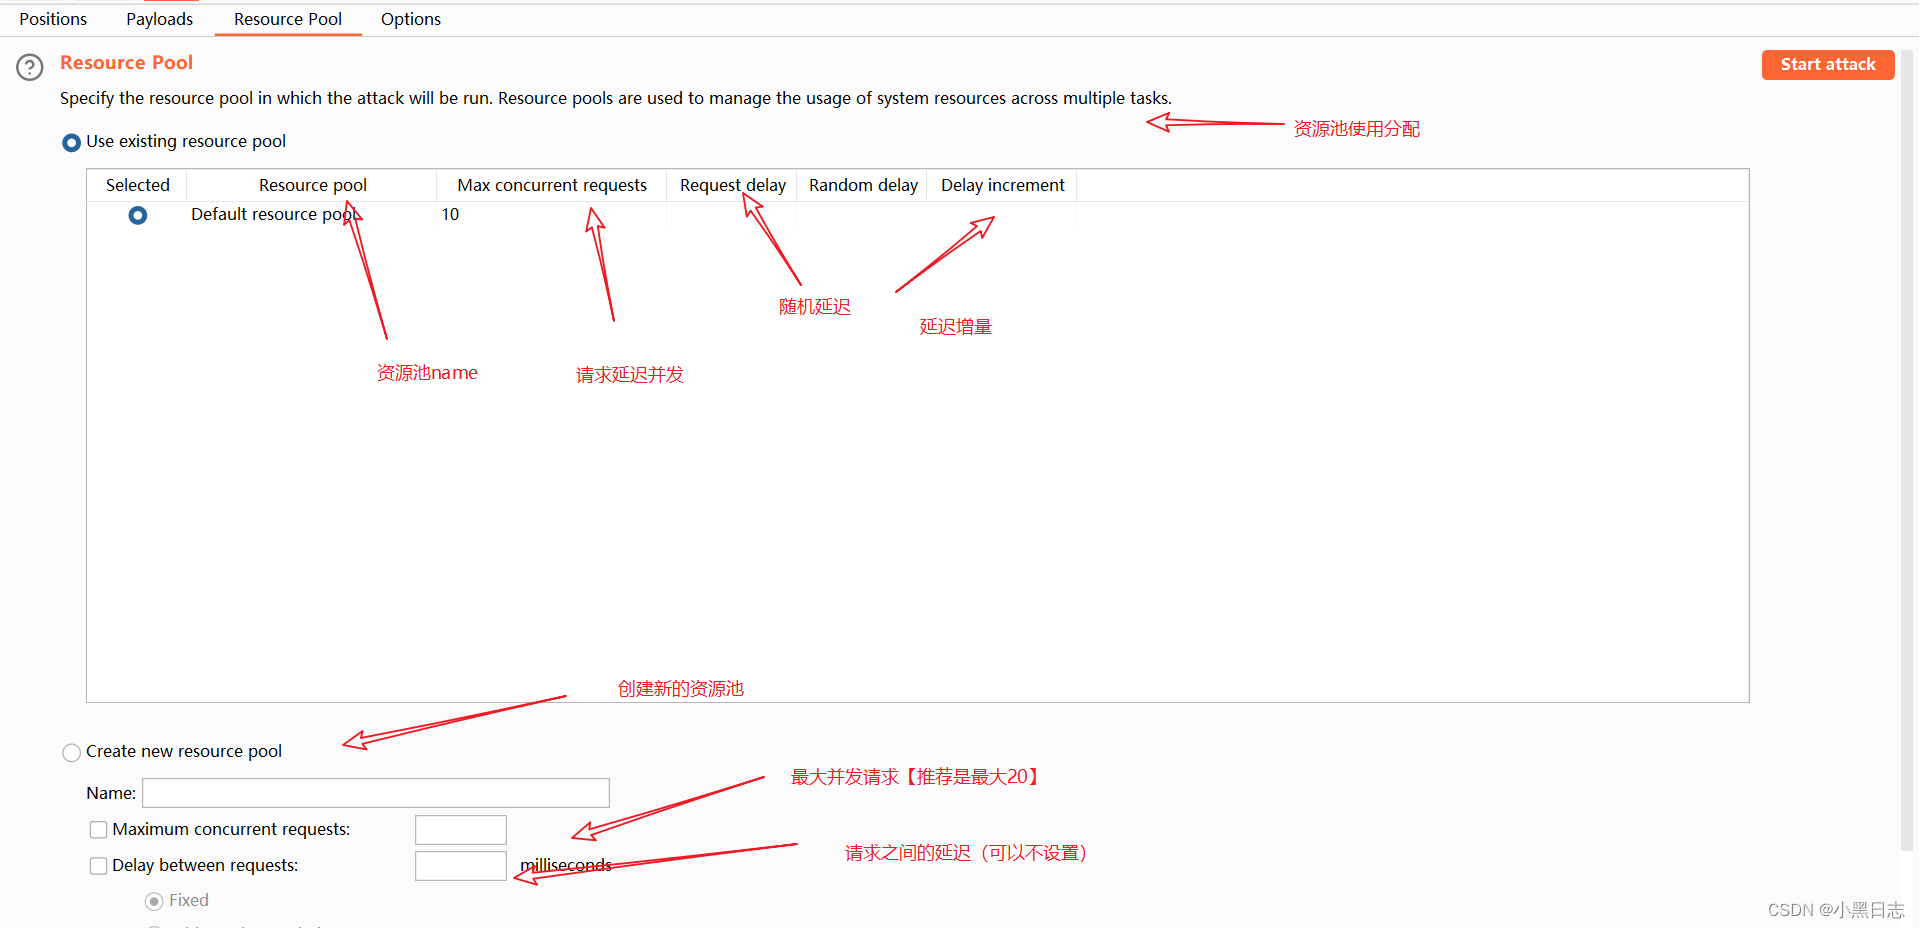 Positions Payloads Resource Pool Options
Resource Pool
Start attack
Specify the resource pool in which the attack will be run. Resource pools are used to manage the usage of system resources across multiple tasks.
资源池使用分配
Use existing resource pool
Selected Resource pool Max concurrent requests Request delay Random delay Delay increment
Default resource pool 10
随机延迟
延迟增量
资源池name
请求延迟并发
创建新的资源池
Create new resource pool
最大并发请求【推荐是最大20】
Name:
Maximum concurrent requests:
请求之间的延迟（可以不设置）
Delay between requests: milliseconds
Fixed
CSDN @小黑日志